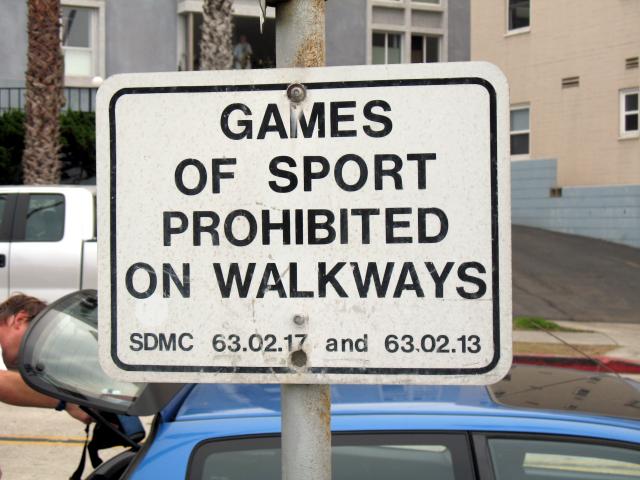 GAMES
OF SPORT
PROHIBITED
ON WALKWAYS
SDMC 63.02.17 and 63.02.13